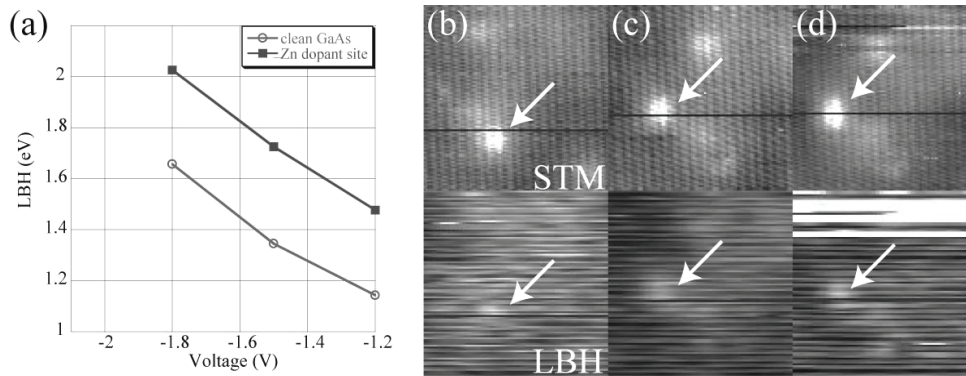 (a)
clean GaAs
Zn dopant site
2
1.8
1.6
1.4
1.2
1
LBH (eV)
-2
-1.8
-1.6
-1.4
-1.2
Voltage (V)
(b)
(c)
(d)
STM
LBH